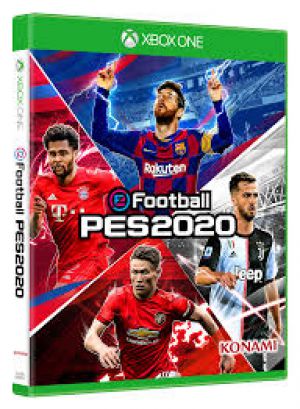 XBOX ONE
XBOX ONE
Rakuten
eFootball
PES2020
eFootball PES2020
Jeep
KONAMI